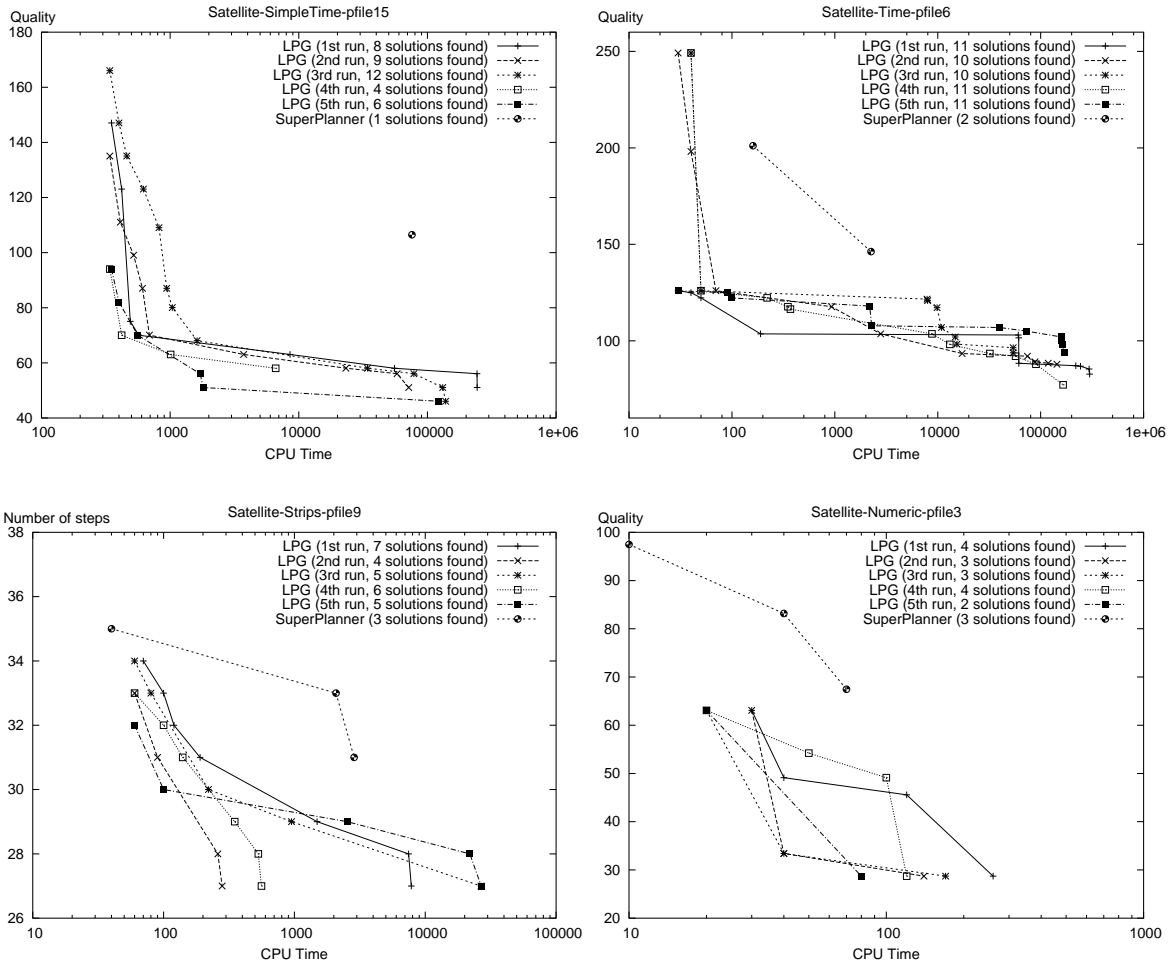 Satellite-SimpleTime-pfile15
Quality
180
160
140
120
100
80
60
40
100
1000
10000
100000
1e+06
CPU Time
LPG (1st run, 8 solutions found)
LPG (2nd run, 9 solutions found)
LPG (3rd run, 12 solutions found)
LPG (4th run, 4 solutions found)
LPG (5th run, 6 solutions found)
SuperPlanner (1 solutions found)
Satellite-Time-pfile6
Quality
250
200
150
100
10
100
1000
10000
100000
1e+06
CPU Time
LPG (1st run, 11 solutions found)
LPG (2nd run, 10 solutions found)
LPG (3rd run, 10 solutions found)
LPG (4th run, 11 solutions found)
LPG (5th run, 11 solutions found)
SuperPlanner (2 solutions found)
Satellite-Strips-pfile9
Number of steps
38
36
34
32
30
28
26
10
100
1000
10000
100000
CPU Time
LPG (1st run, 7 solutions found)
LPG (2nd run, 4 solutions found)
LPG (3rd run, 5 solutions found)
LPG (4th run, 6 solutions found)
LPG (5th run, 5 solutions found)
SuperPlanner (3 solutions found)
Satellite-Numeric-pfile3
Quality
100
90
80
70
60
50
40
30
20
10
100
1000
CPU Time
LPG (1st run, 4 solutions found)
LPG (2nd run, 3 solutions found)
LPG (3rd run, 3 solutions found)
LPG (4th run, 4 solutions found)
LPG (5th run, 2 solutions found)
SuperPlanner (3 solutions found)